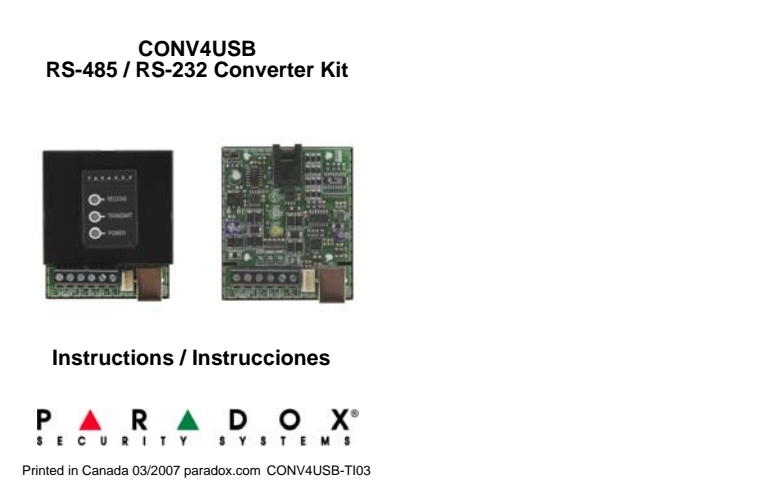 CONV4USB
RS-485 / RS-232 Converter Kit
PARADOX
RECEIVE
TRANSMIT
POWER
Instructions / Instrucciones
PARADOX®
SECURITY SYSTEMS
Printed in Canada 03/2007 paradox.com CONV4USB-TI03